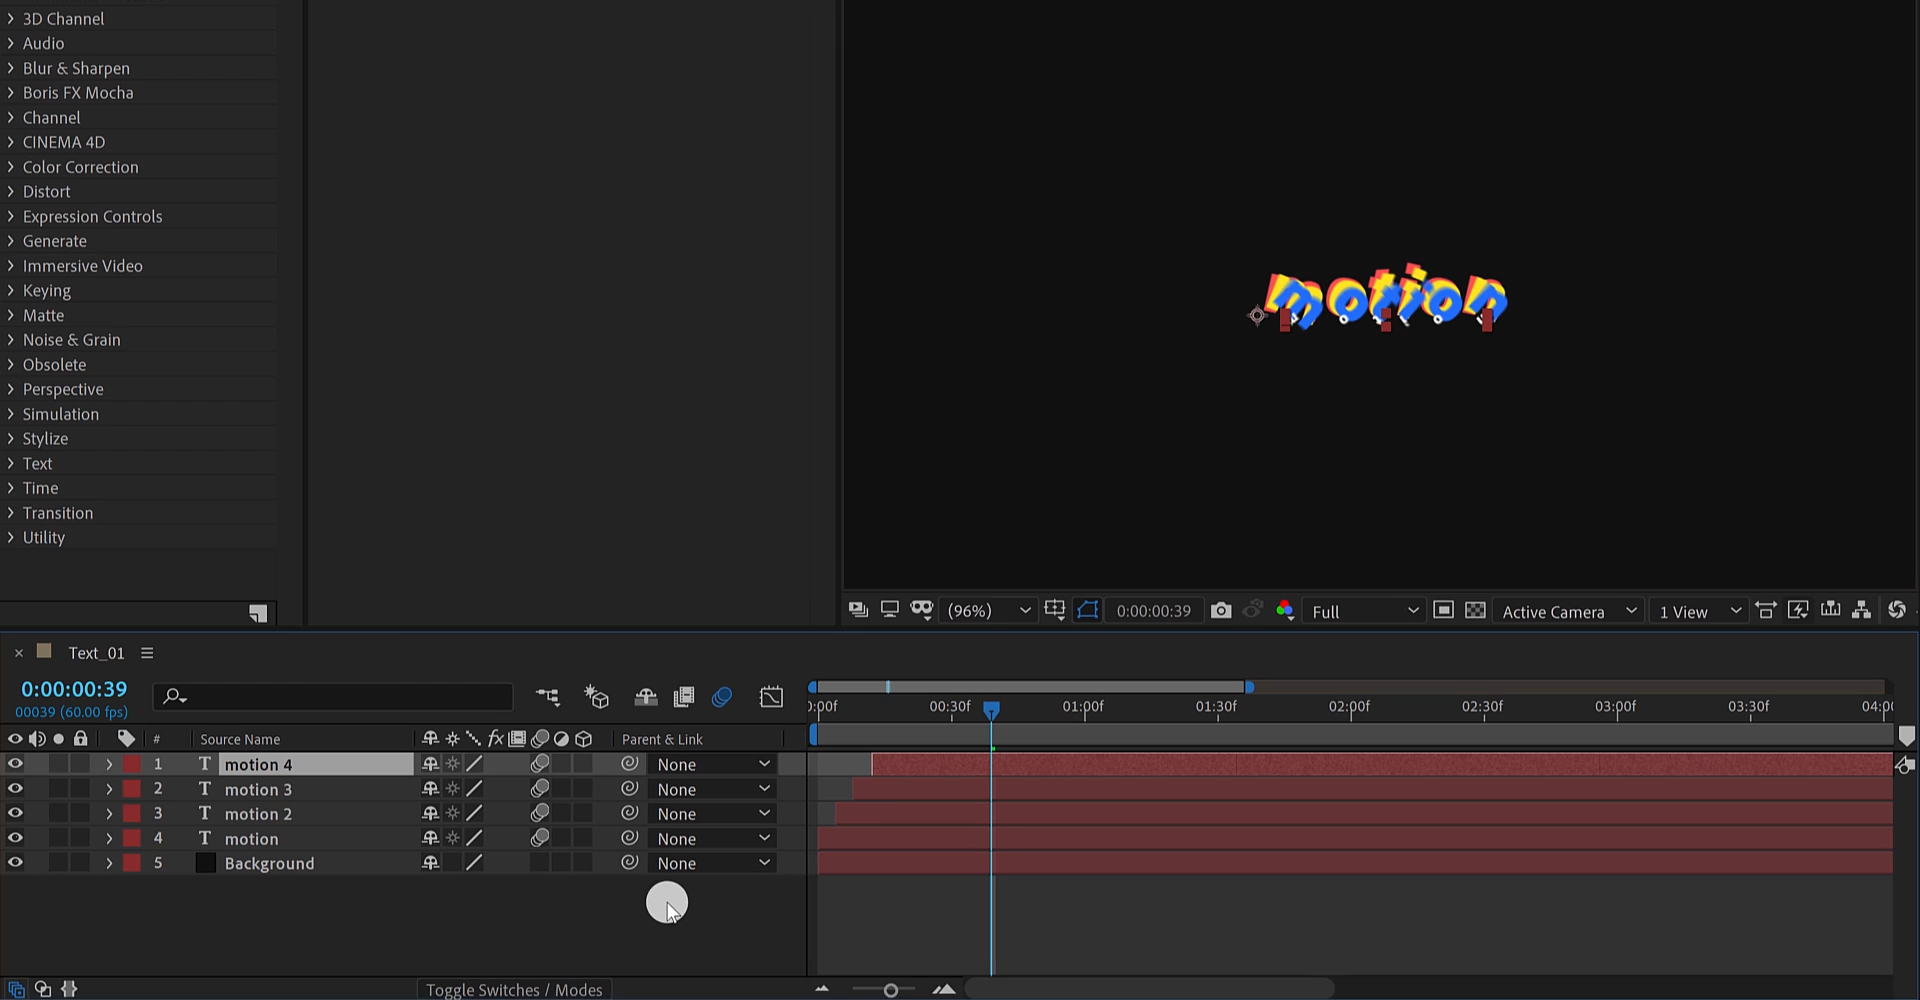 3D Channel
Audio
Blur & Sharpen
Boris FX Mocha
Channel
CINEMA 4D
Color Correction
Distort
Expression Controls
Generate
Immersive Video
Keying
Matte
Noise & Grain
Obsolete
Perspective
Simulation
Stylize
Text
Time
Transition
Utility
motion
(96%) 0:00:00:39 Full Active Camera 1 View
Text_01
0:00:00:39
00039 (60.00 fps)
0:00f 00:30f 01:00f 01:30f 02:00f 02:30f 03:00f 03:30f 04:00
# Source Name fx Parent & Link
1 T motion 4 None
2 T motion 3 None
3 T motion 2 None
4 T motion None
5 Background None
Toggle Switches / Modes